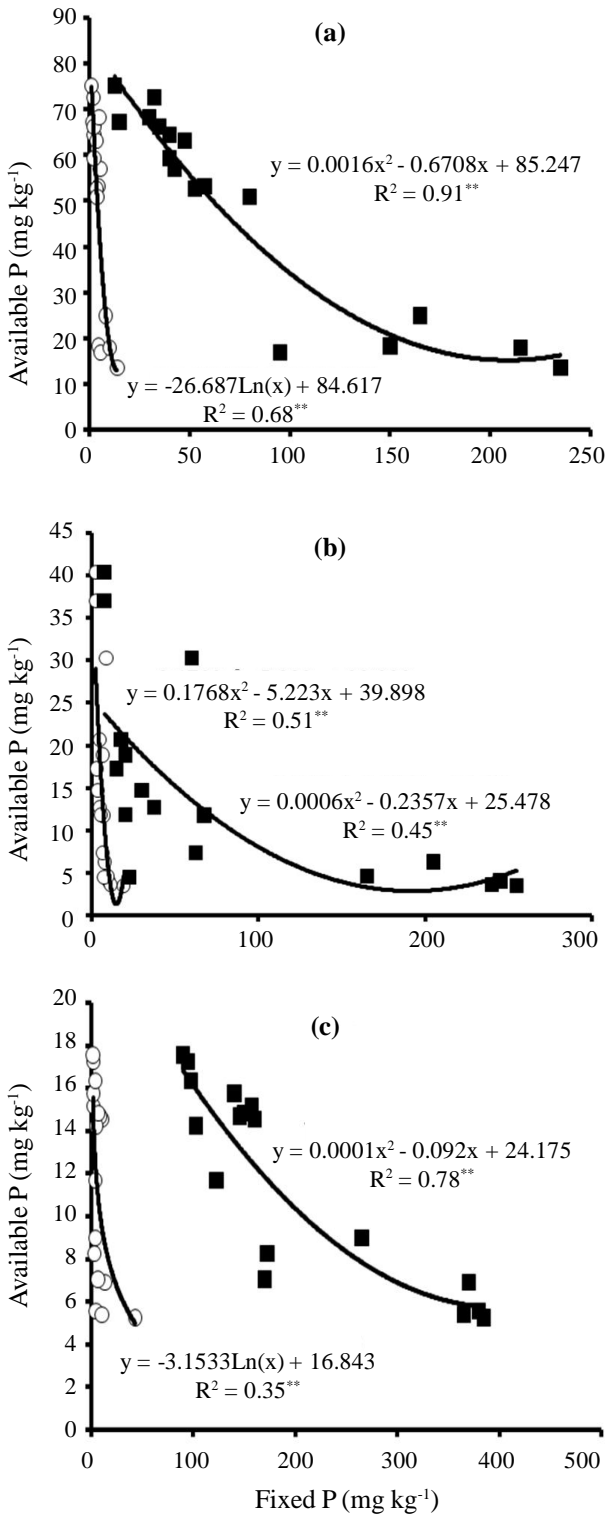 (a)
90
80
70
60
50
40
30
20
10
0
Available P (mg kg⁻¹)
y = 0.0016x² - 0.6708x + 85.247
R² = 0.91**
y = -26.687Ln(x) + 84.617
R² = 0.68**
0 50 100 150 200 250
(b)
45
40
35
30
25
20
15
10
5
0
Available P (mg kg⁻¹)
y = 0.1768x² - 5.223x + 39.898
R² = 0.51**
y = 0.0006x² - 0.2357x + 25.478
R² = 0.45**
0 100 200 300
(c)
20
18
16
14
12
10
8
6
4
2
0
Available P (mg kg⁻¹)
y = 0.0001x² - 0.092x + 24.175
R² = 0.78**
y = -3.1533Ln(x) + 16.843
R² = 0.35**
0 100 200 300 400 500
Fixed P (mg kg⁻¹)